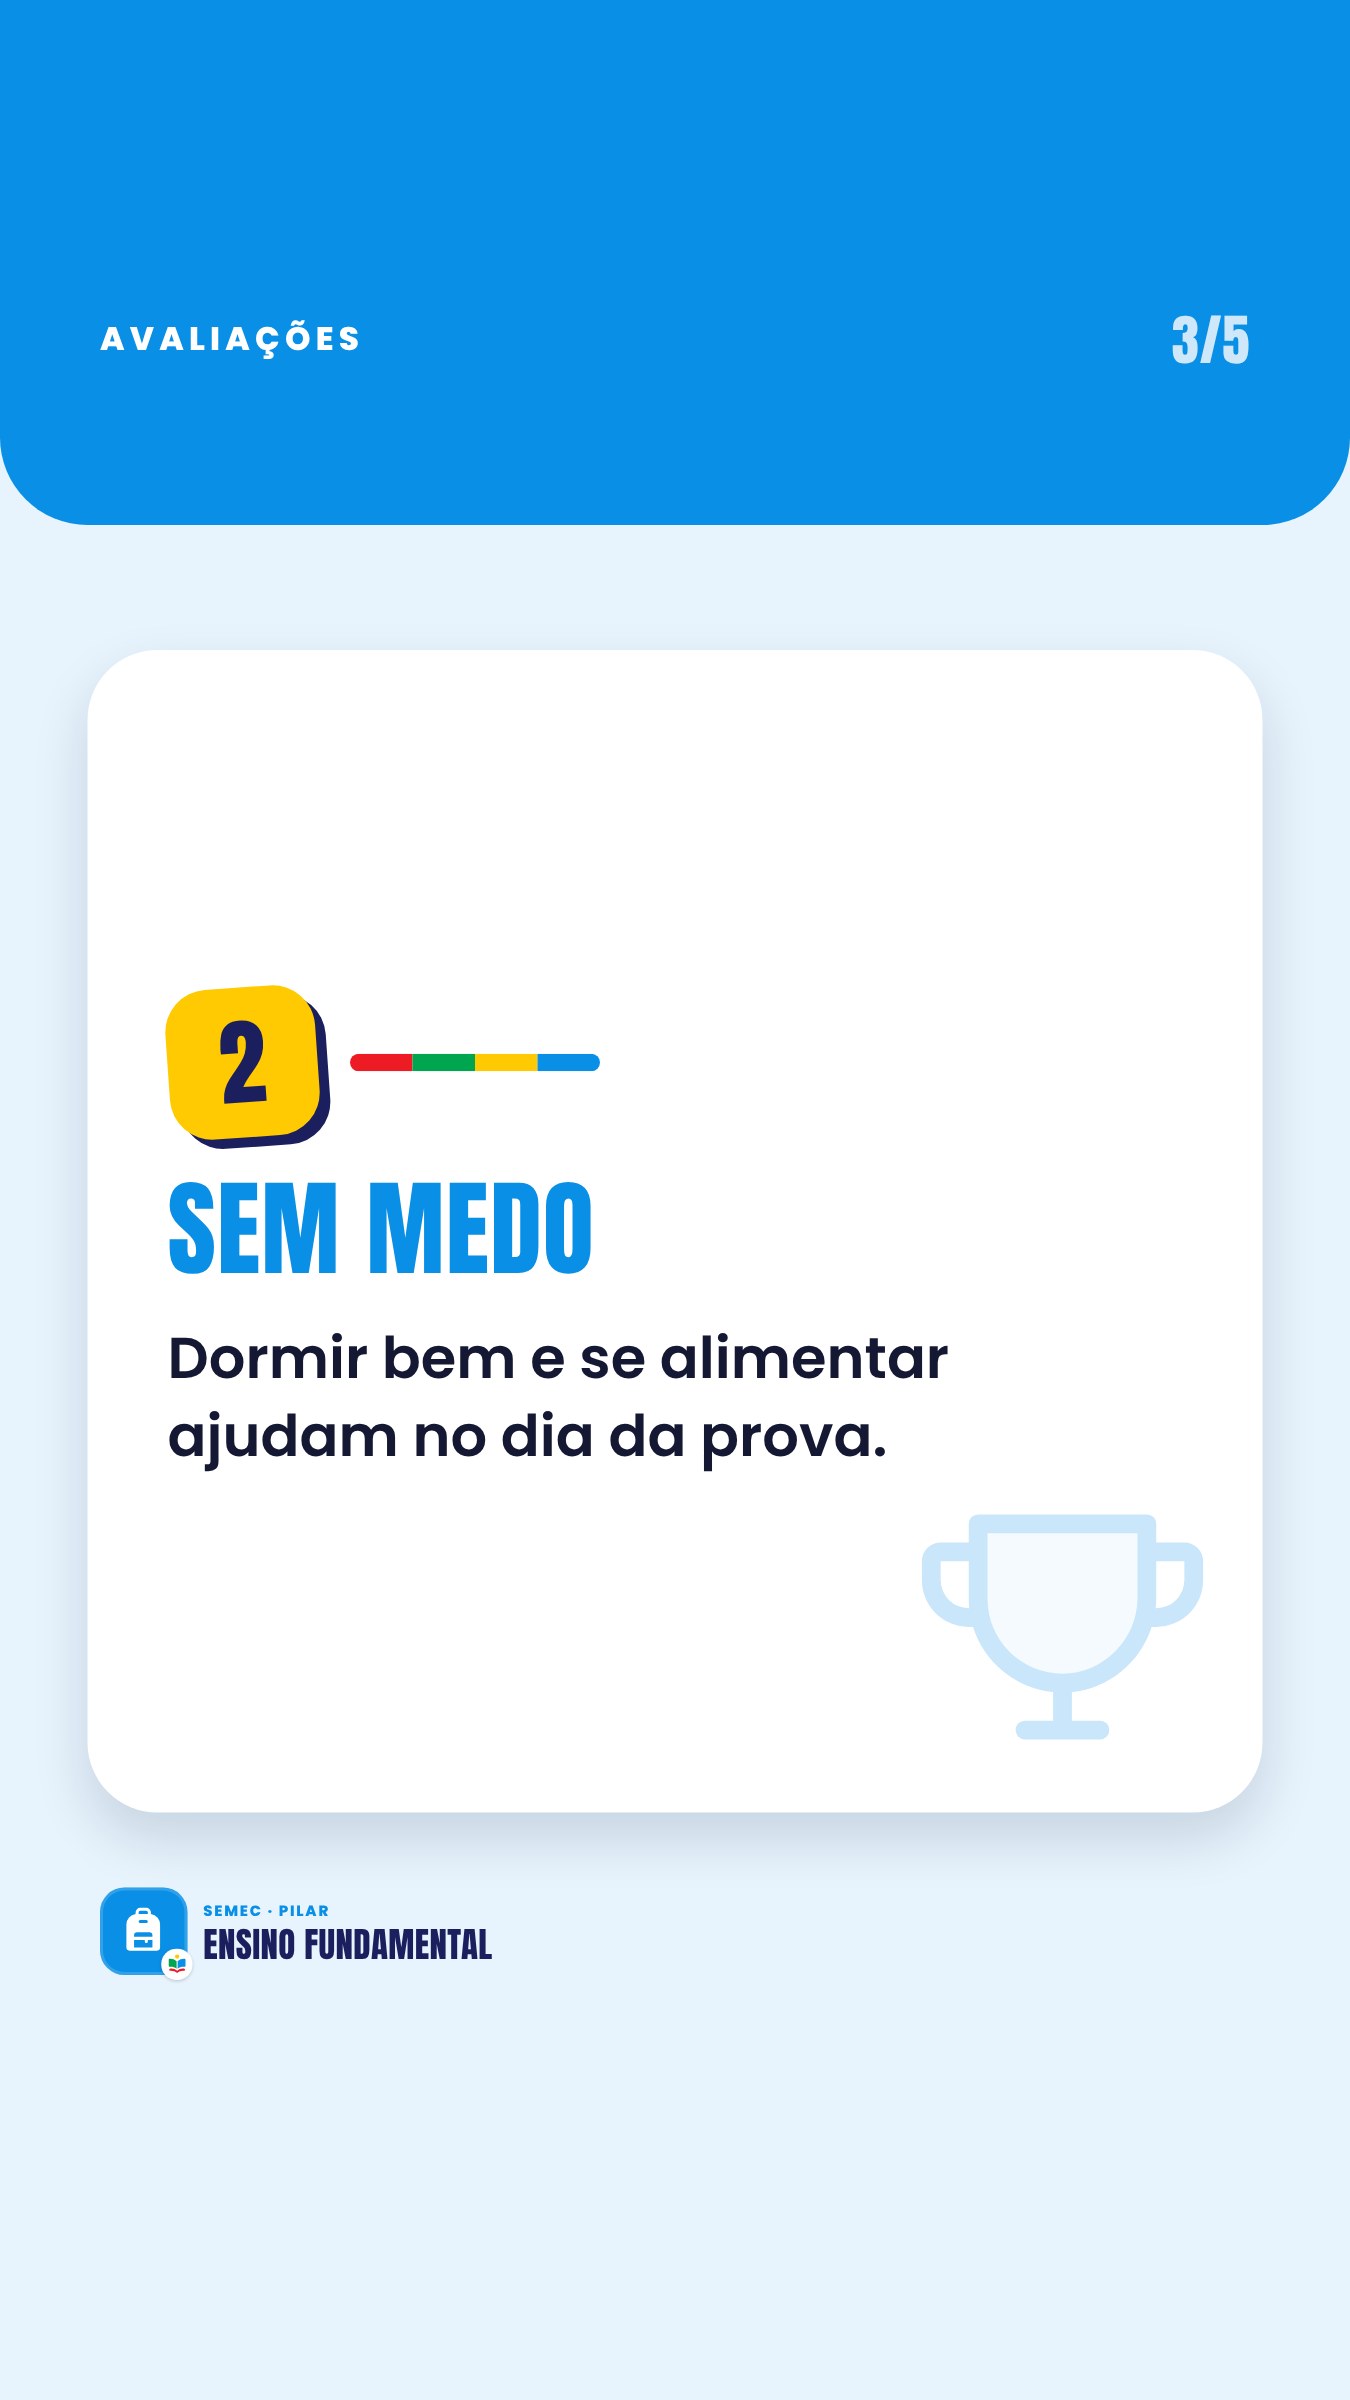 AVALIAÇÕES
3/5
2
SEM MEDO
Dormir bem e se alimentar
ajudam no dia da prova.
SEMEC · PILAR
ENSINO FUNDAMENTAL